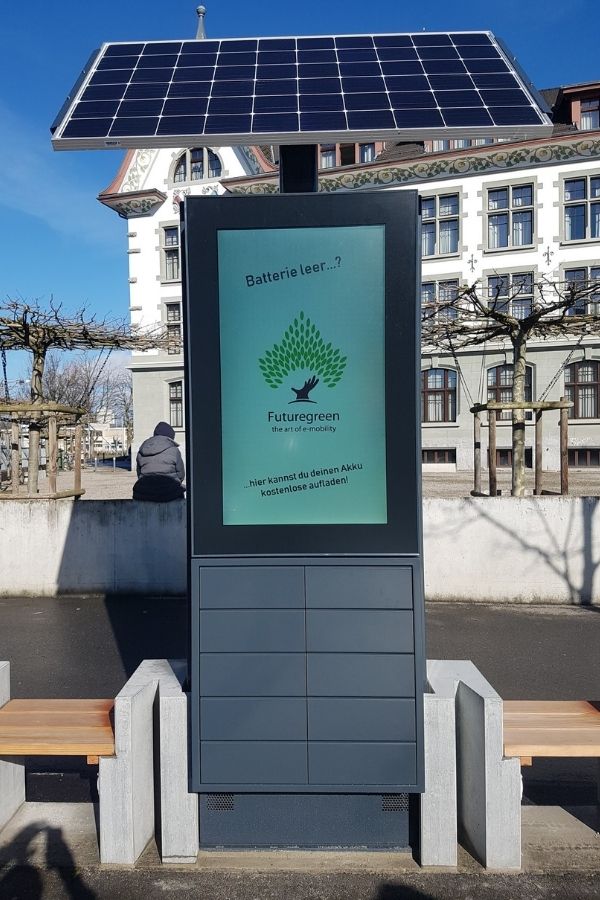 Batterie leer...?
Futuregreen
the art of e-mobility
...hier kannst du deinen Akku
kostenlose aufladen!